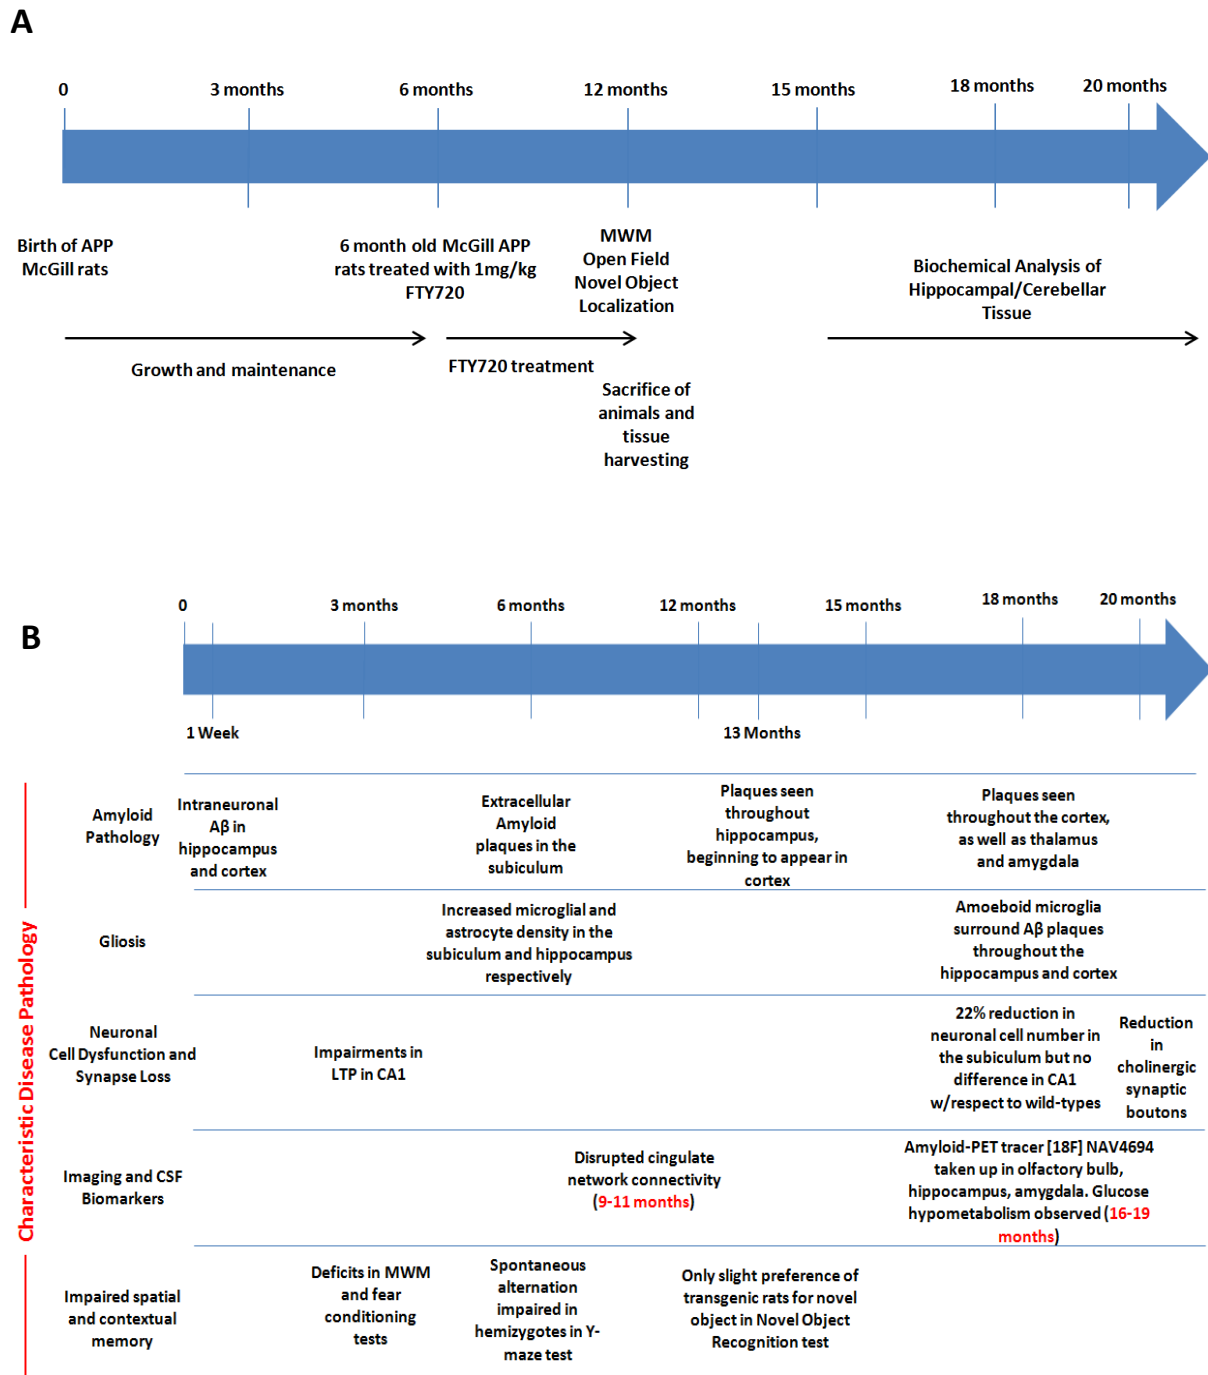 A
0
3 months
6 months
12 months
15 months
18 months
20 months
Birth of APP
McGill rats
6 month old McGill APP
rats treated with 1mg/kg
FTY720
MWM
Open Field
Novel Object
Localization
Biochemical Analysis of
Hippocampal/Cerebellar
Tissue
Growth and maintenance
FTY720 treatment
Sacrifice of
animals and
tissue
harvesting
B
0
3 months
6 months
12 months
15 months
18 months
20 months
1 Week
13 Months
Characteristic Disease Pathology
Amyloid
Pathology
Intraneuronal
Aβ in
hippocampus
and cortex
Extracellular
Amyloid
plaques in the
subiculum
Plaques seen
throughout
hippocampus,
beginning to appear in
cortex
Plaques seen
throughout the cortex,
as well as thalamus
and amygdala
Gliosis
Increased microglial and
astrocyte density in the
subiculum and hippocampus
respectively
Amoeboid microglia
surround Aβ plaques
throughout the
hippocampus and cortex
Neuronal
Cell Dysfunction and
Synapse Loss
Impairments in
LTP in CA1
22% reduction in
neuronal cell number in
the subiculum but no
difference in CA1
w/respect to wild-types
Reduction
in
cholinergic
synaptic
boutons
Imaging and CSF
Biomarkers
Disrupted cingulate
network connectivity
(9-11 months)
Amyloid-PET tracer [18F] NAV4694
taken up in olfactory bulb,
hippocampus, amygdala. Glucose
hypometabolism observed (16-19
months)
Impaired spatial
and contextual
memory
Deficits in MWM
and fear
conditioning
tests
Spontaneous
alternation
impaired in
hemizygotes in Y-
maze test
Only slight preference of
transgenic rats for novel
object in Novel Object
Recognition test